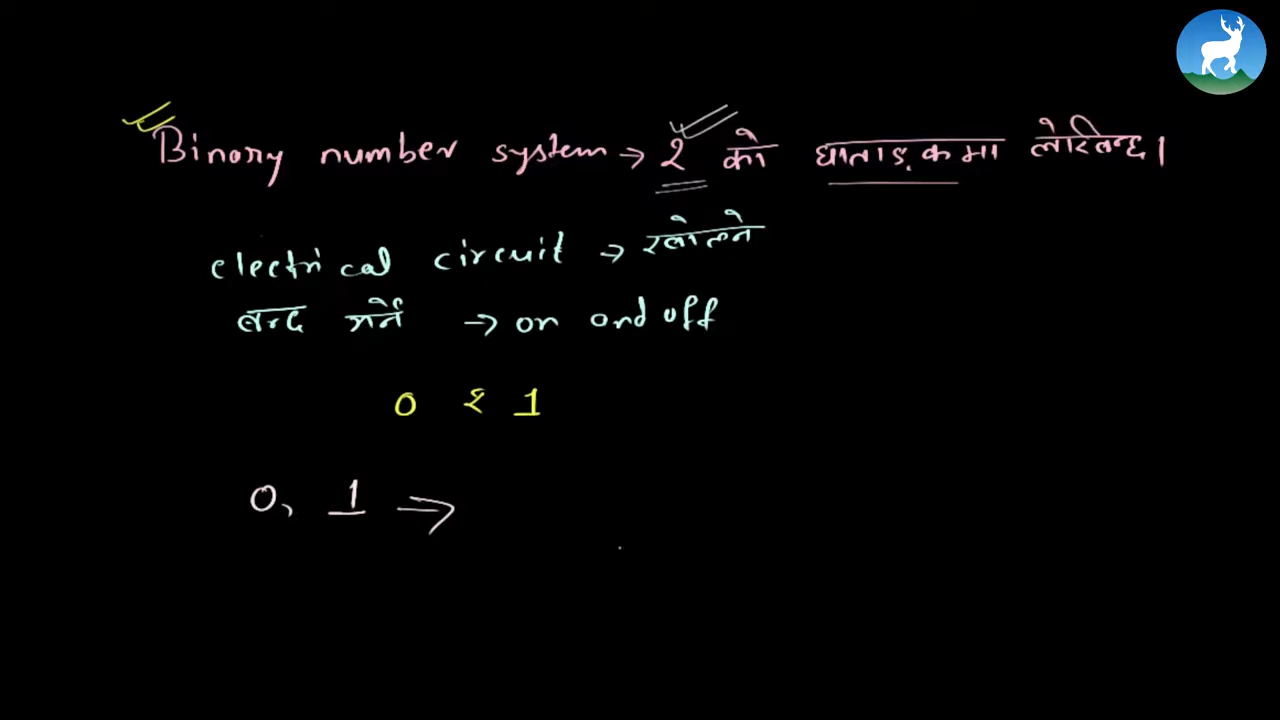 Binary number system → 2 को घाताङ्कमा लेखिन्छ।
electrical circuit → खोल्ने
बन्द गर्ने → on and off
0 र 1
0, 1 ⇒